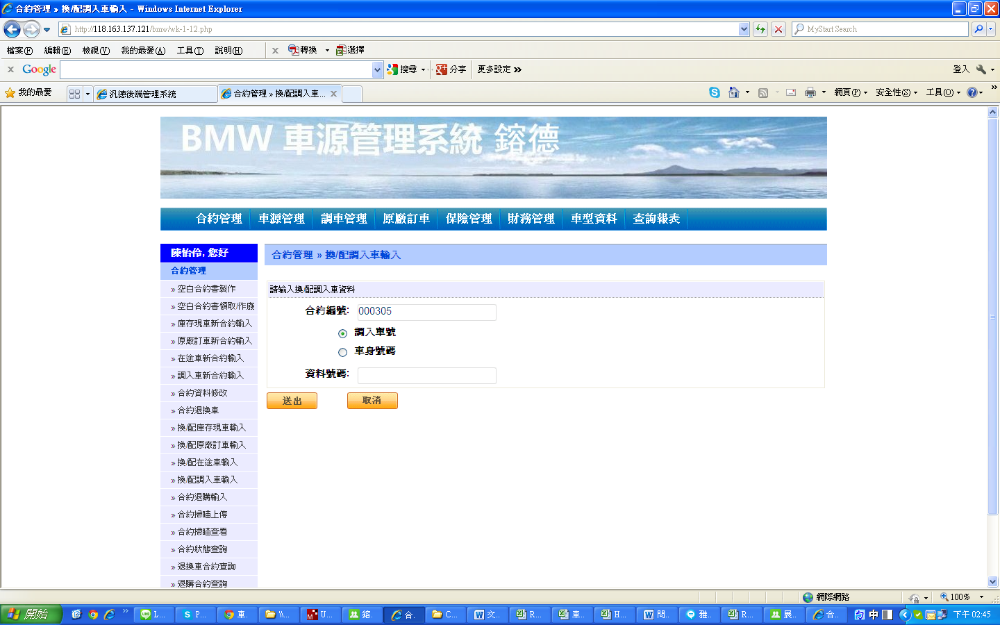 合約管理 » 換/配調入車輸入 - Windows Internet Explorer
http://118.163.137.121/bmw/wk-1-12.php
MyStart Search
檔案(F) 編輯(E) 檢視(V) 我的最愛(A) 工具(T) 說明(H) x 轉換 選擇
x Google 搜尋 分享 更多設定 » 登入
我的最愛 汎德後端管理系統 合約管理 » 換/配調入車... 網頁(P) 安全性(S) 工具(O) »
BMW 車源管理系統 鎔德
合約管理 車源管理 調車管理 原廠訂車 保險管理 財務管理 車型資料 查詢報表
陳怡伶, 您好
合約管理
» 空白合約書製作
» 空白合約書領取/作廢
» 庫存現車新合約輸入
» 原廠訂車新合約輸入
» 在途車新合約輸入
» 調入車新合約輸入
» 合約資料修改
» 合約退換車
» 換/配庫存現車輸入
» 換/配原廠訂車輸入
» 換/配在途車輸入
» 換/配調入車輸入
» 合約退購輸入
» 合約掃瞄上傳
» 合約掃瞄查看
» 合約狀態查詢
» 退換車合約查詢
» 退購合約查詢
合約管理 » 換/配調入車輸入
請輸入換/配調入車資料
合約編號: 000305
調入單號
車身號碼
資料號碼:
送出 取消
網際網路 100%
開始 L... P... 車. \\... U... 鎔. 合. C... 文.. R... 車.. H... 問.. 雅.. R... 展.. 合.. 中 下午 02:45